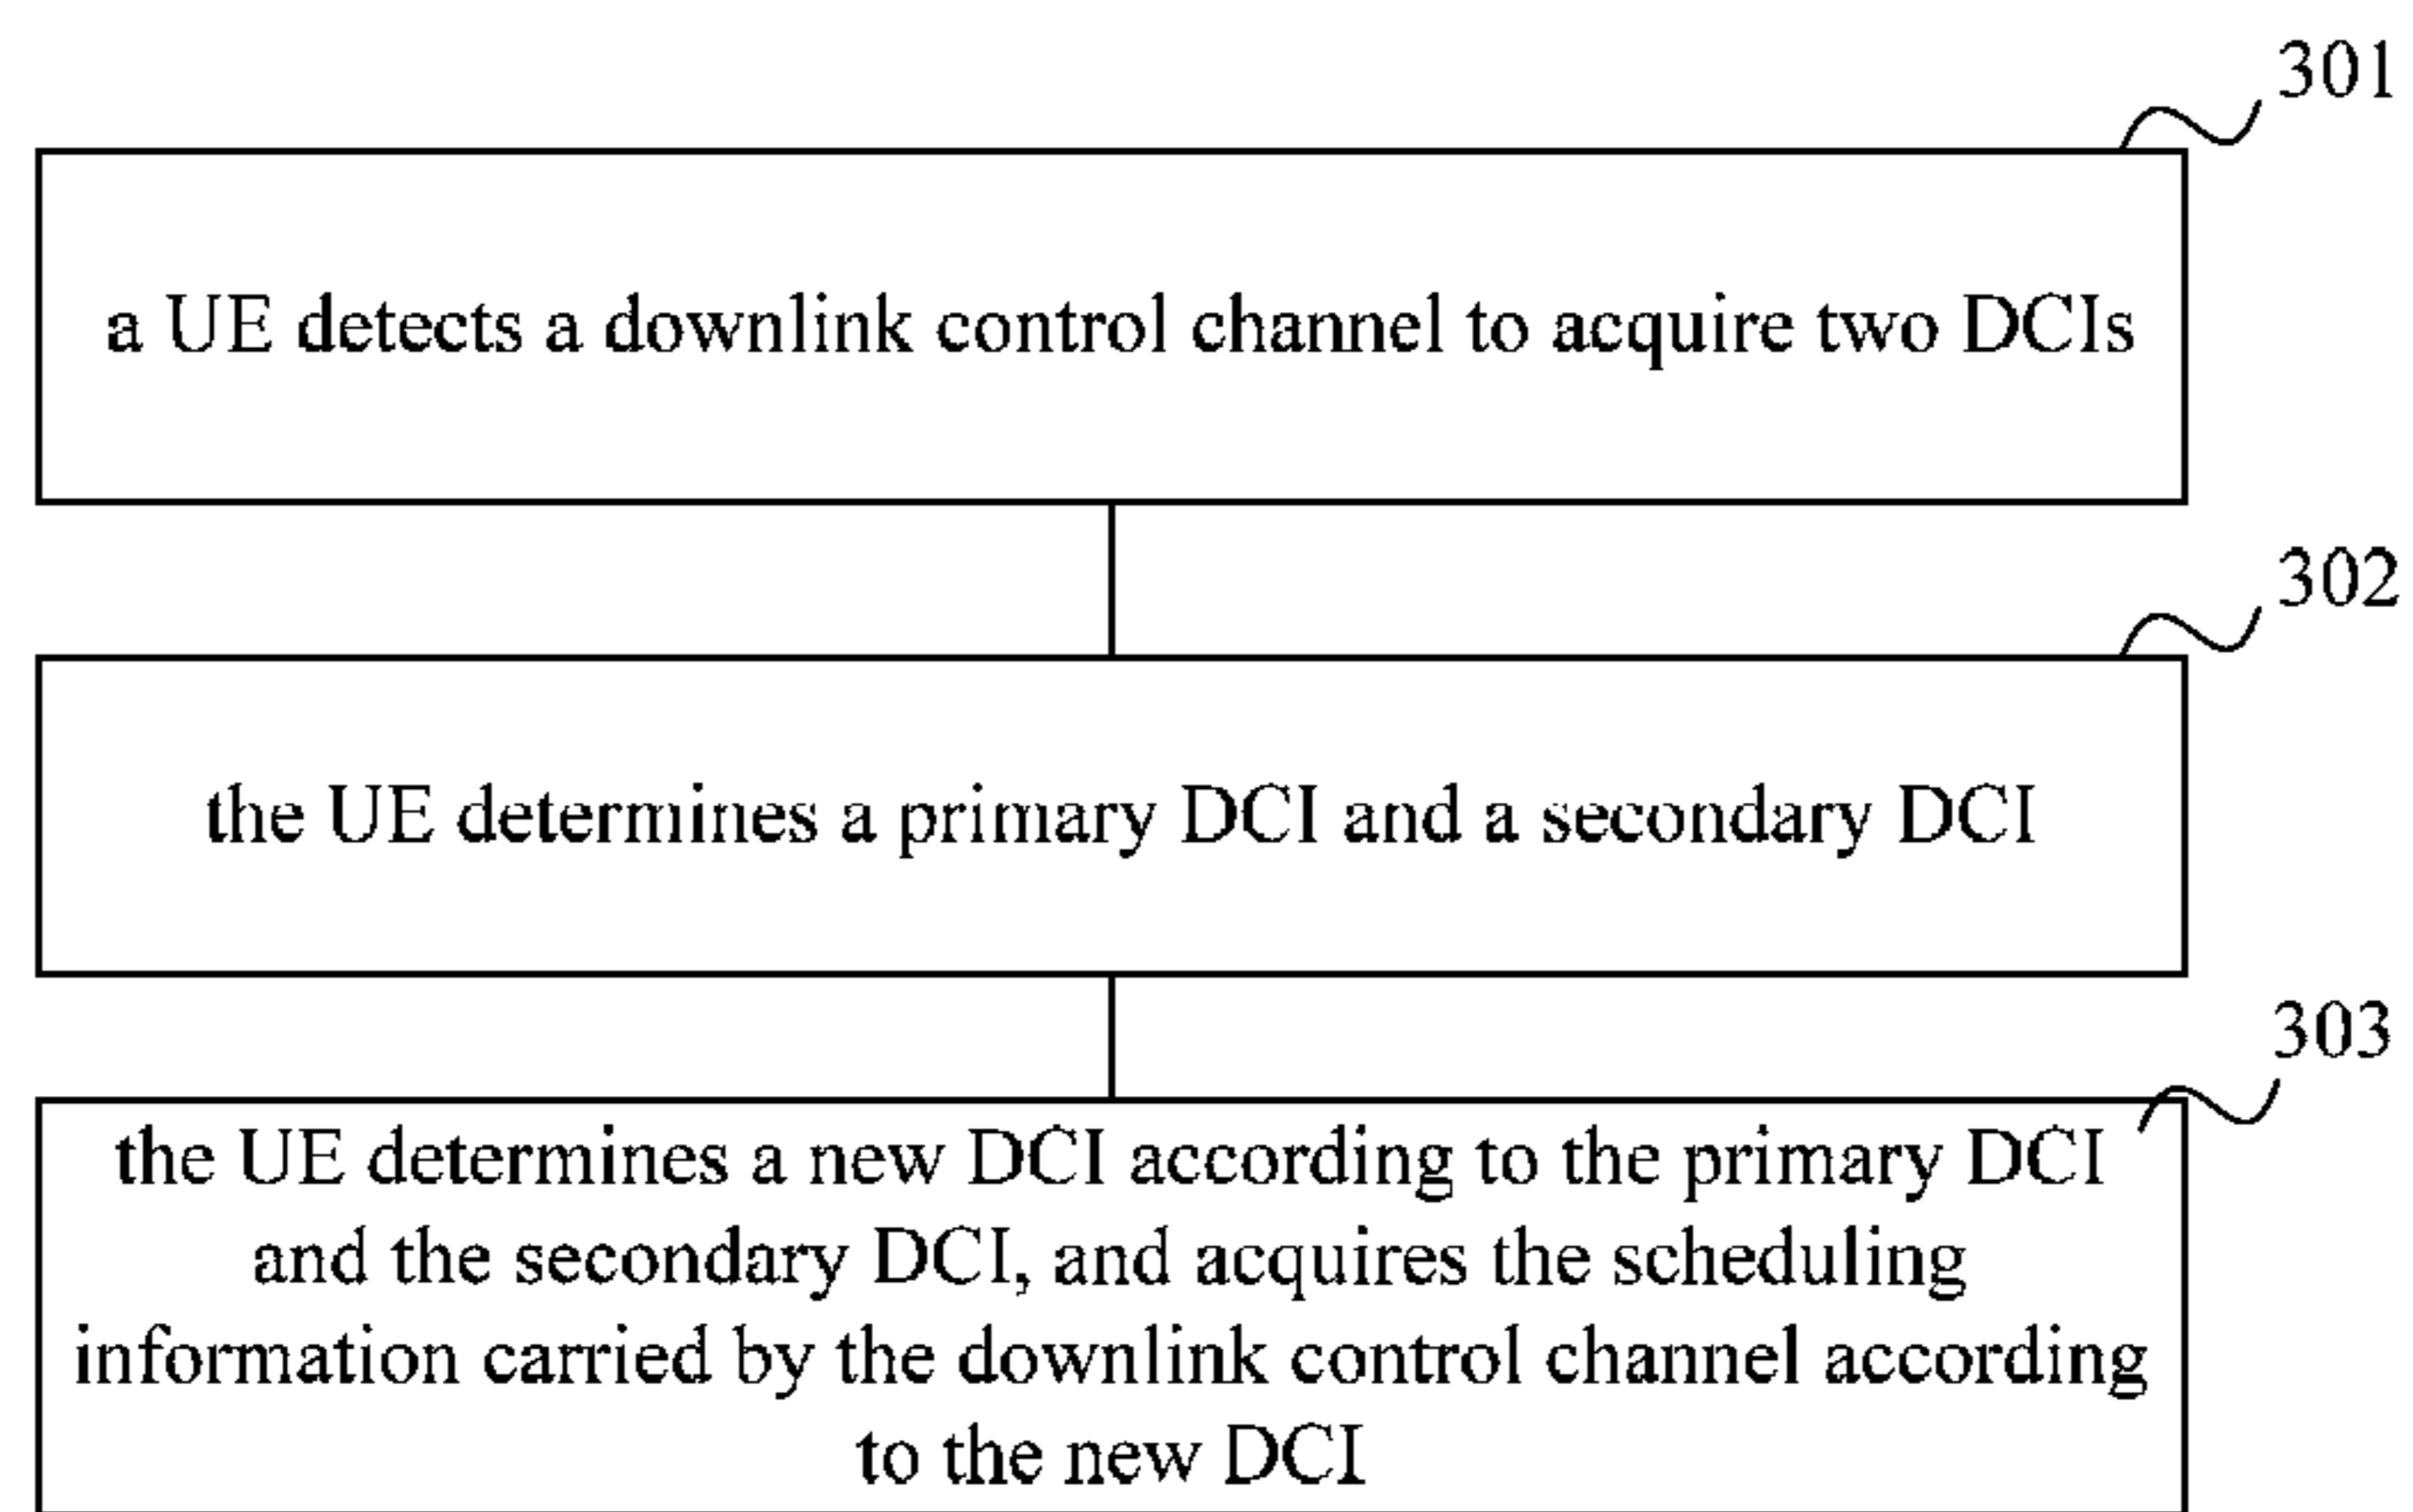 301
a UE detects a downlink control channel to acquire two DCIs
302
the UE determines a primary DCI and a secondary DCI
303
the UE determines a new DCI according to the primary DCI
and the secondary DCI, and acquires the scheduling
information carried by the downlink control channel according
to the new DCI